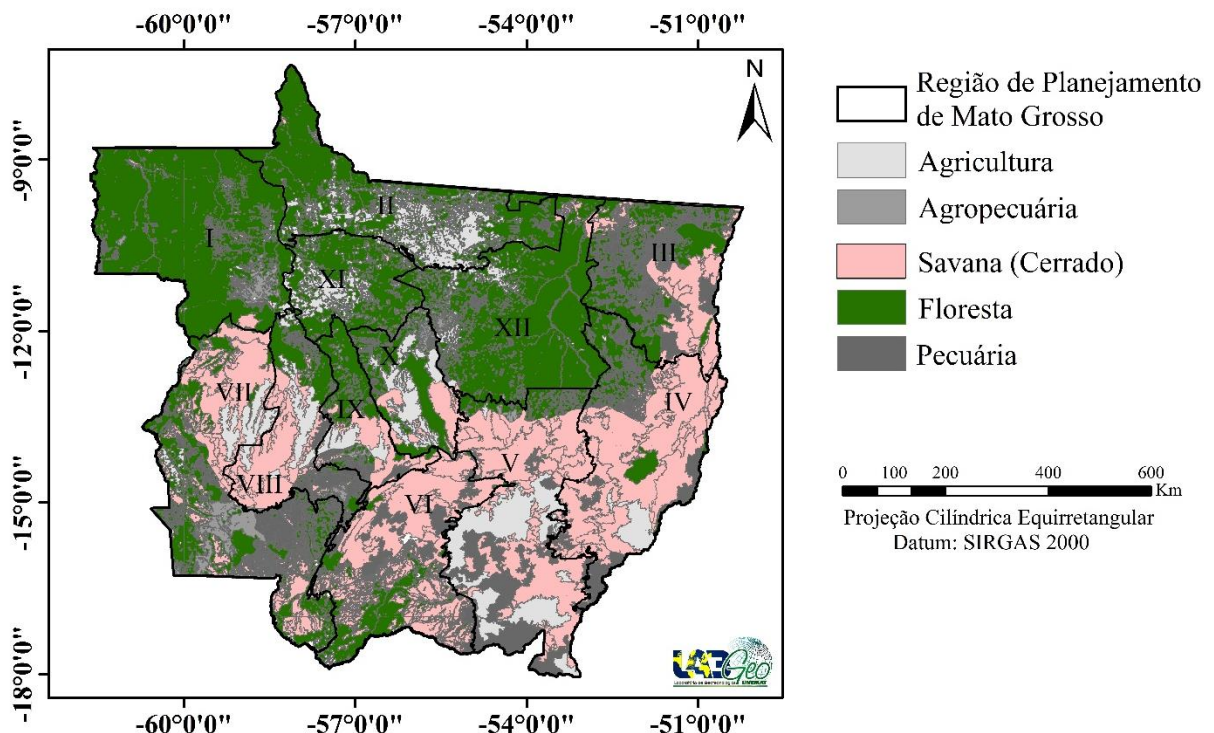 -60°0'0" -57°0'0" -54°0'0" -51°0'0"
N
-9°0'0"
-12°0'0"
-15°0'0"
-18°0'0"
I
II
III
XI
XII
X
VII
IX
IV
V
VIII
VI
LAB Geo
UNEMAT
-60°0'0" -57°0'0" -54°0'0" -51°0'0"
Região de Planejamento
de Mato Grosso
Agricultura
Agropecuária
Savana (Cerrado)
Floresta
Pecuária
0 100 200 400 600
Km
Projeção Cilíndrica Equirretangular
Datum: SIRGAS 2000